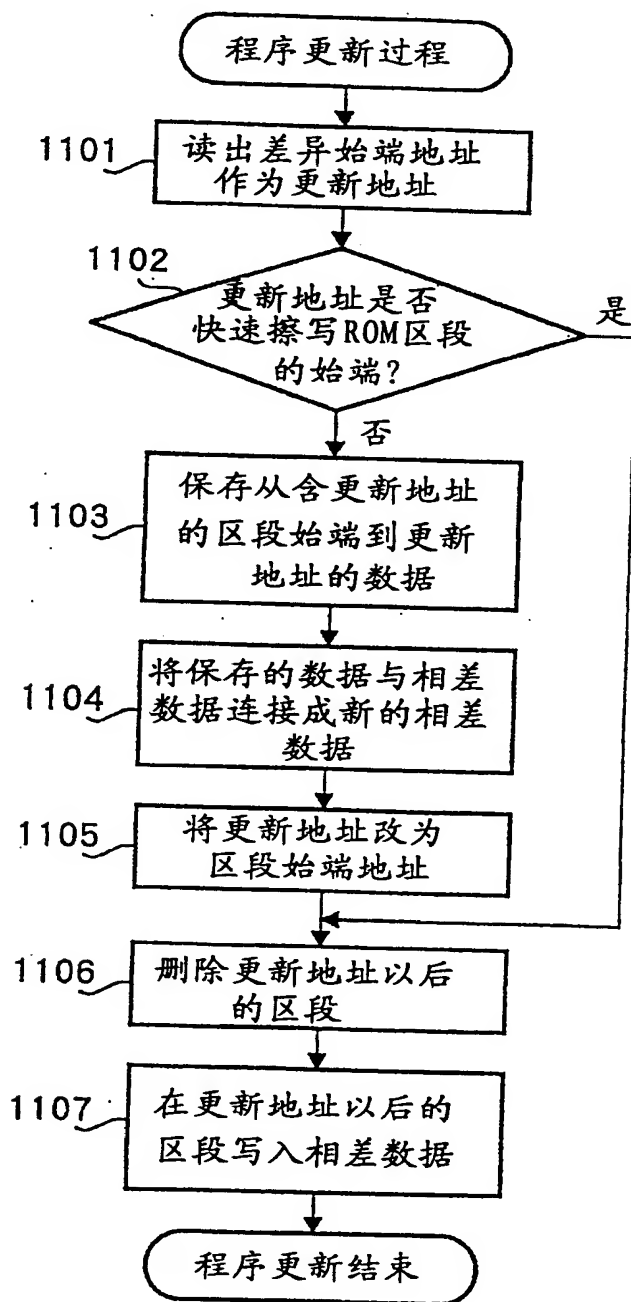 程序更新过程
1101
读出差异始端地址
作为更新地址
1102
更新地址是否
快速擦写ROM区段
的始端?
是
否
1103
保存从含更新地址
的区段始端到更新
地址的数据
1104
将保存的数据与相差
数据连接成新的相差
数据
1105
将更新地址改为
区段始端地址
1106
删除更新地址以后
的区段
1107
在更新地址以后的
区段写入相差数据
程序更新结束